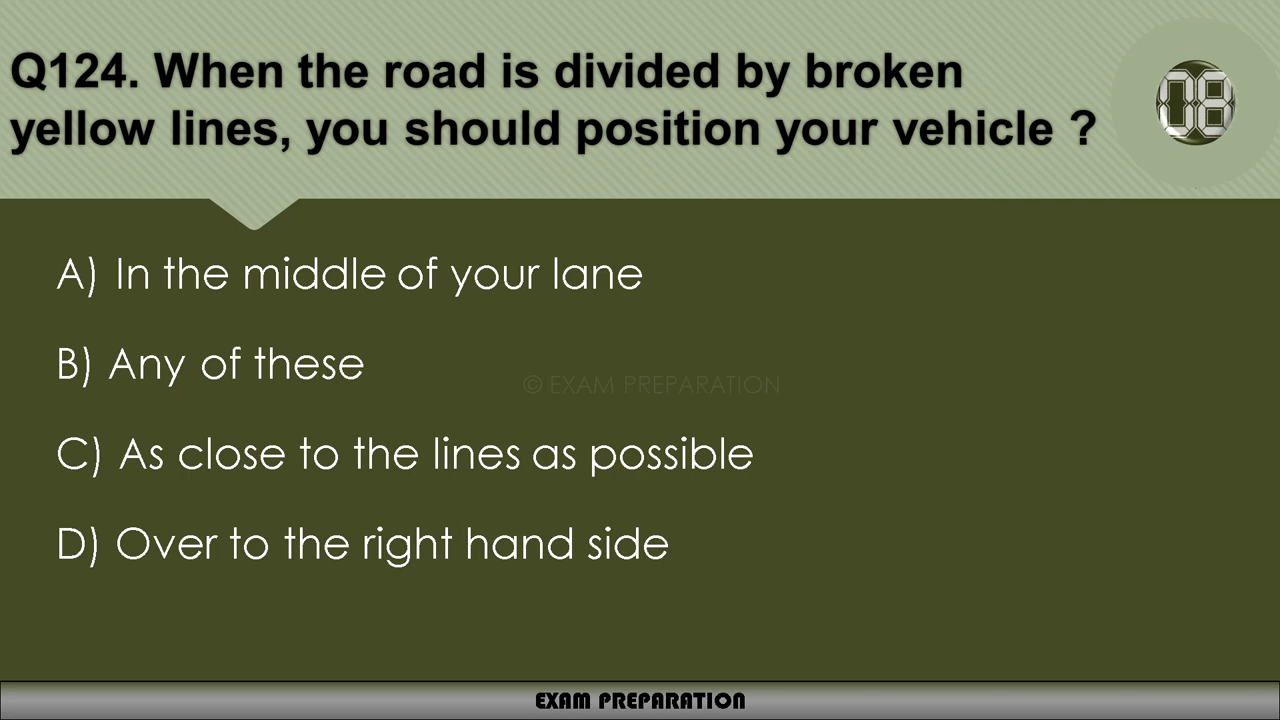 Q124. When the road is divided by broken
yellow lines, you should position your vehicle ?
08
A) In the middle of your lane
B) Any of these
© EXAM PREPARATION
C) As close to the lines as possible
D) Over to the right hand side
EXAM PREPARATION